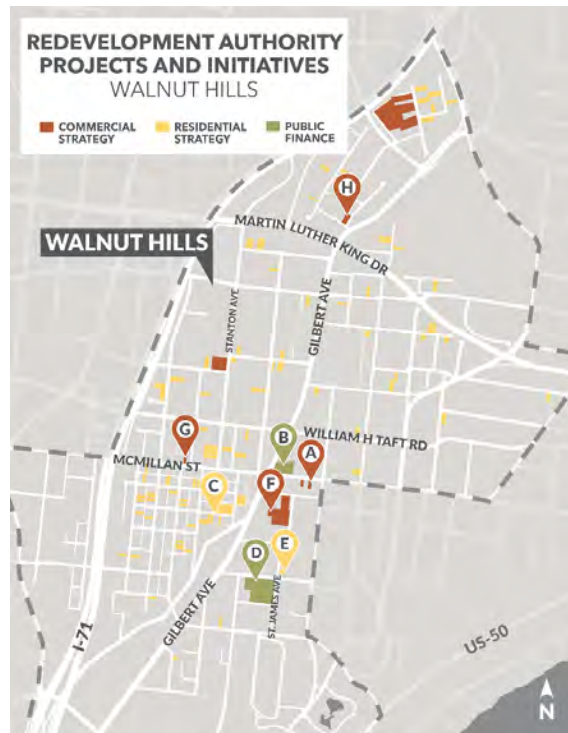 REDEVELOPMENT AUTHORITY
PROJECTS AND INITIATIVES
WALNUT HILLS
COMMERCIAL
STRATEGY
RESIDENTIAL
STRATEGY
PUBLIC
FINANCE
H
MARTIN LUTHER KING DR
WALNUT HILLS
STANTON AVE
GILBERT AVE
G
B
WILLIAM H TAFT RD
A
MCMILLAN ST
F
C
D
E
GILBERT AVE
ST. JAMES AVE
I-71
US-50
N